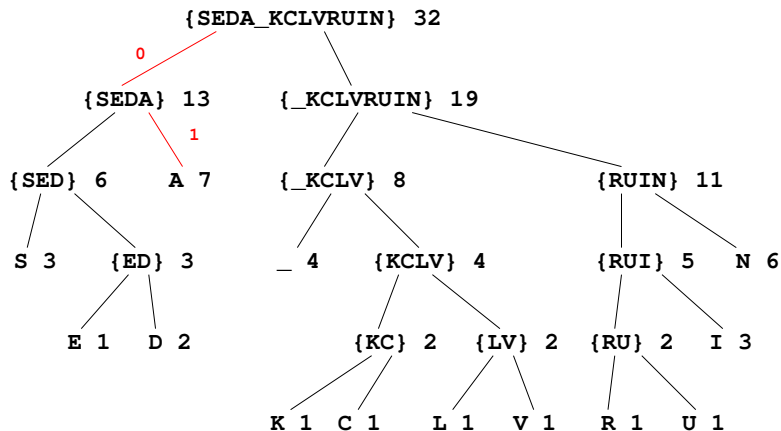 {SEDA_KCLVRUIN} 32
0
{SEDA} 13 {_KCLVRUIN} 19
1
{SED} 6 A 7 {_KCLV} 8 {RUIN} 11
S 3 {ED} 3 _ 4 {KCLV} 4 {RUI} 5 N 6
E 1 D 2 {KC} 2 {LV} 2 {RU} 2 I 3
K 1 C 1 L 1 V 1 R 1 U 1